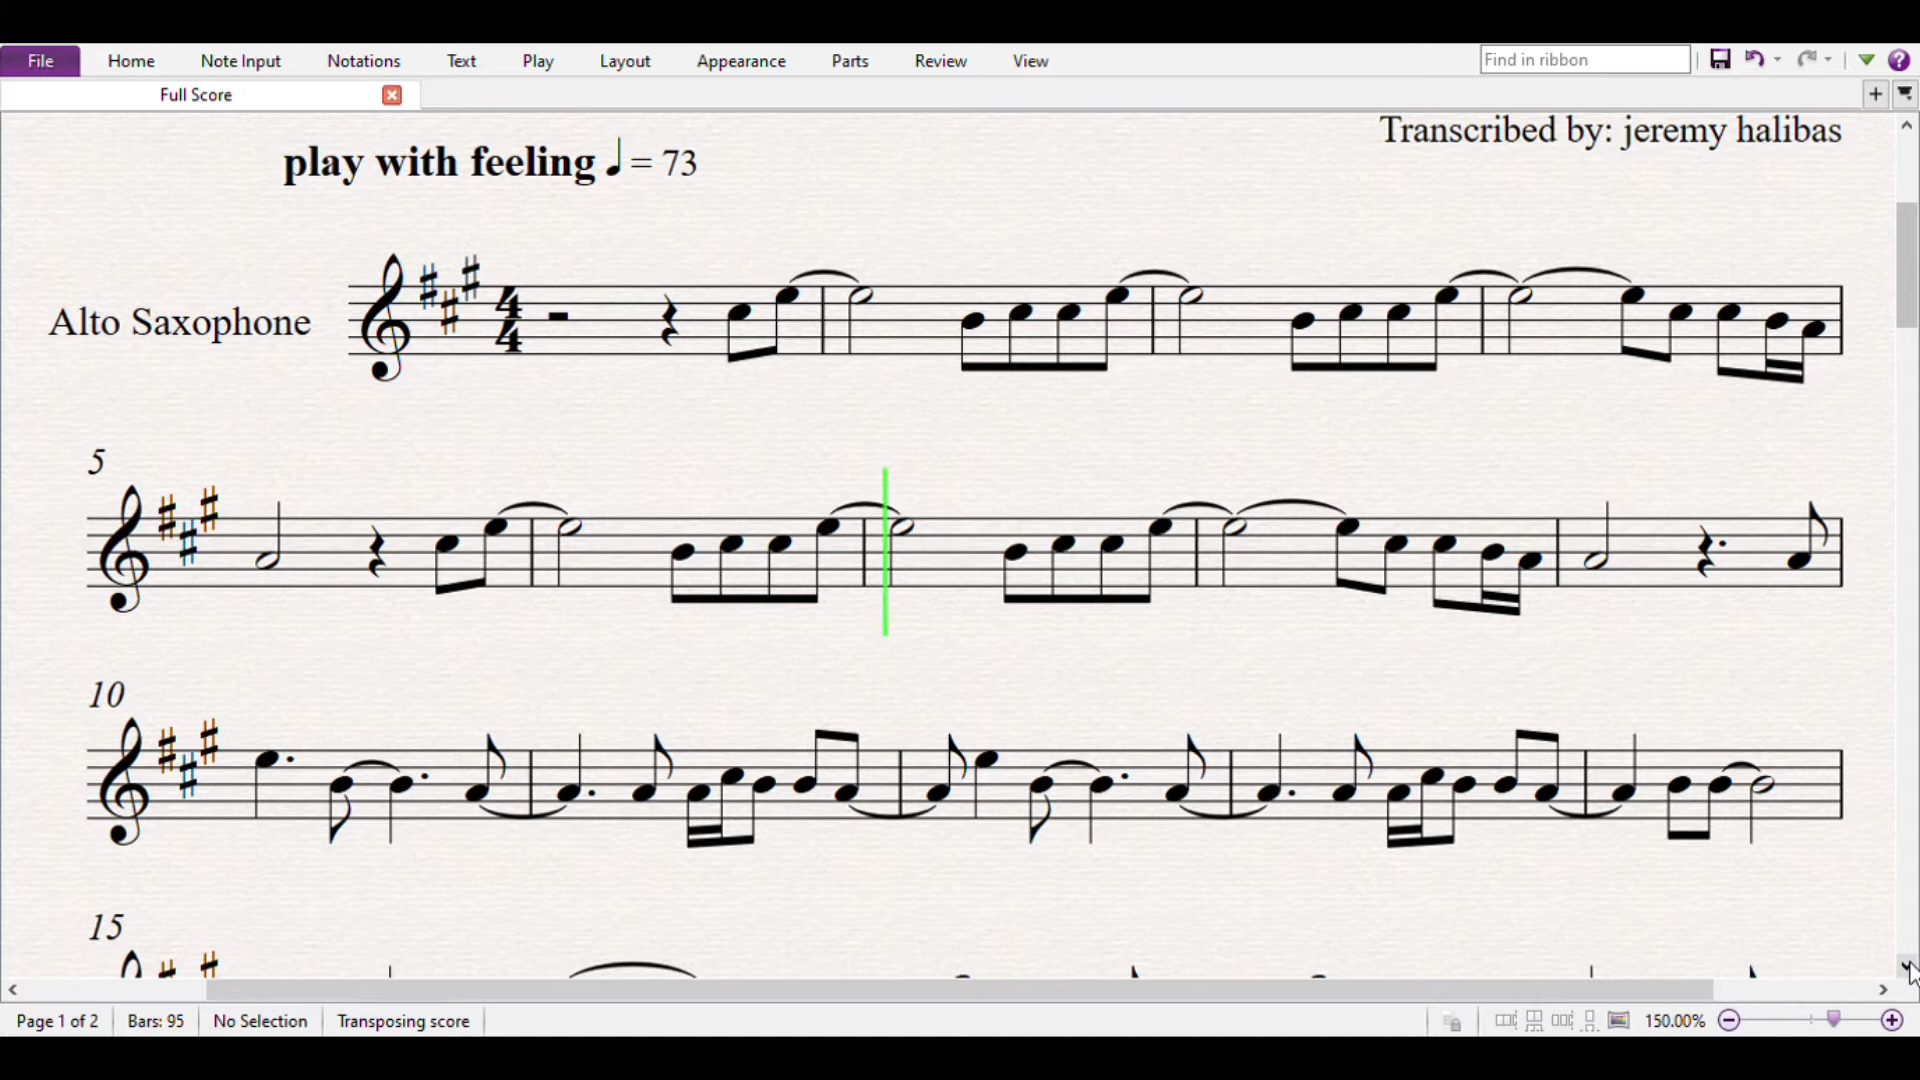 File Home Note Input Notations Text Play Layout Appearance Parts Review View Find in ribbon
Full Score
Transcribed by: jeremy halibas
play with feeling ♩ = 73
Alto Saxophone
4
4
5
10
15
Page 1 of 2 Bars: 95 No Selection Transposing score 150.00%